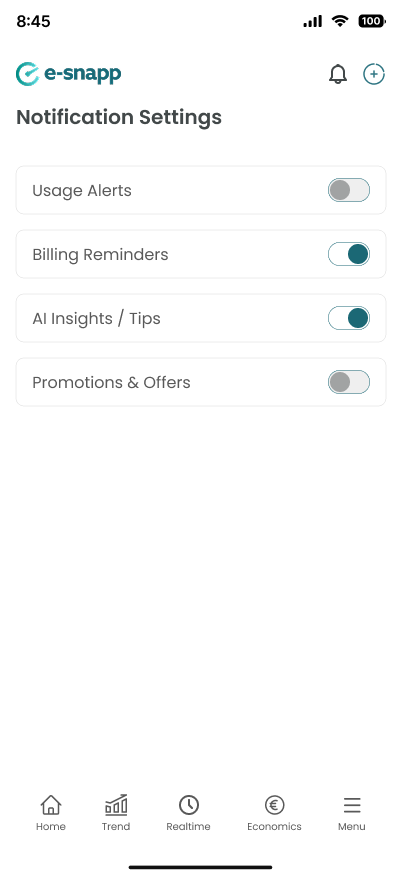 8:45
100
e-snapp
Notification Settings
Usage Alerts
Billing Reminders
AI Insights / Tips
Promotions & Offers
Home
Trend
Realtime
Economics
Menu